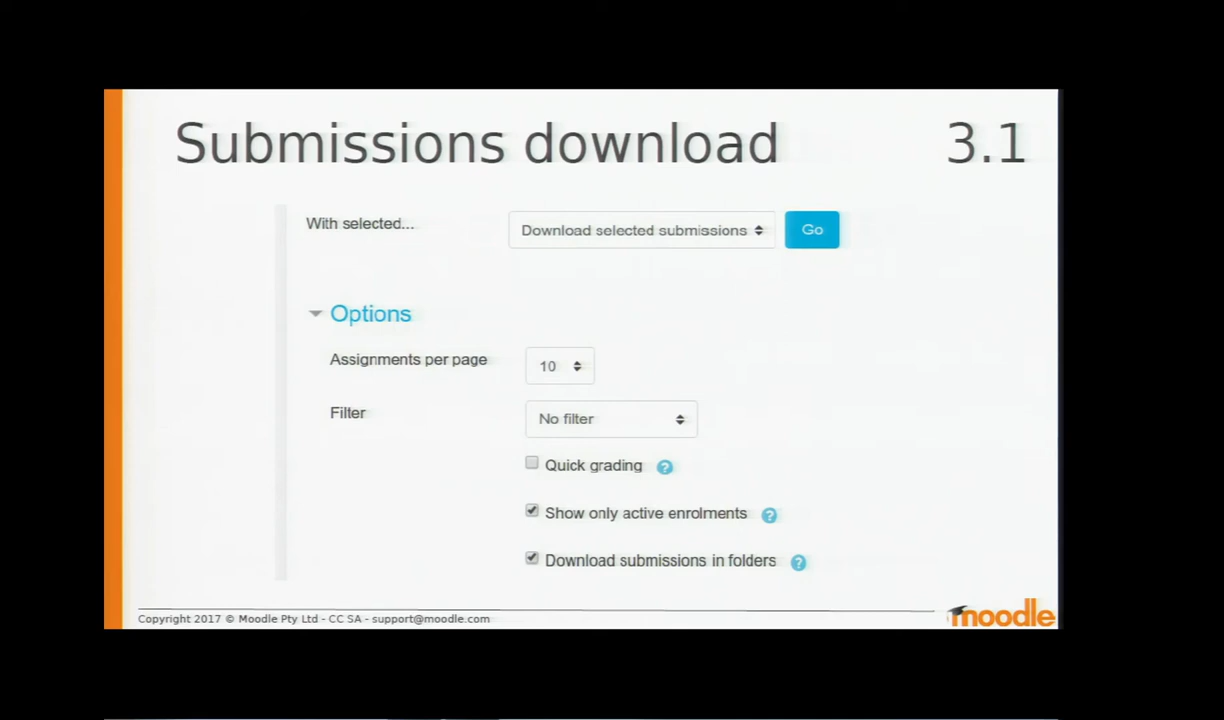 Submissions download 3.1
With selected... Download selected submissions Go
Options
Assignments per page 10
Filter No filter
Quick grading ?
Show only active enrolments ?
Download submissions in folders ?
Copyright 2017 © Moodle Pty Ltd - CC SA - support@moodle.com moodle